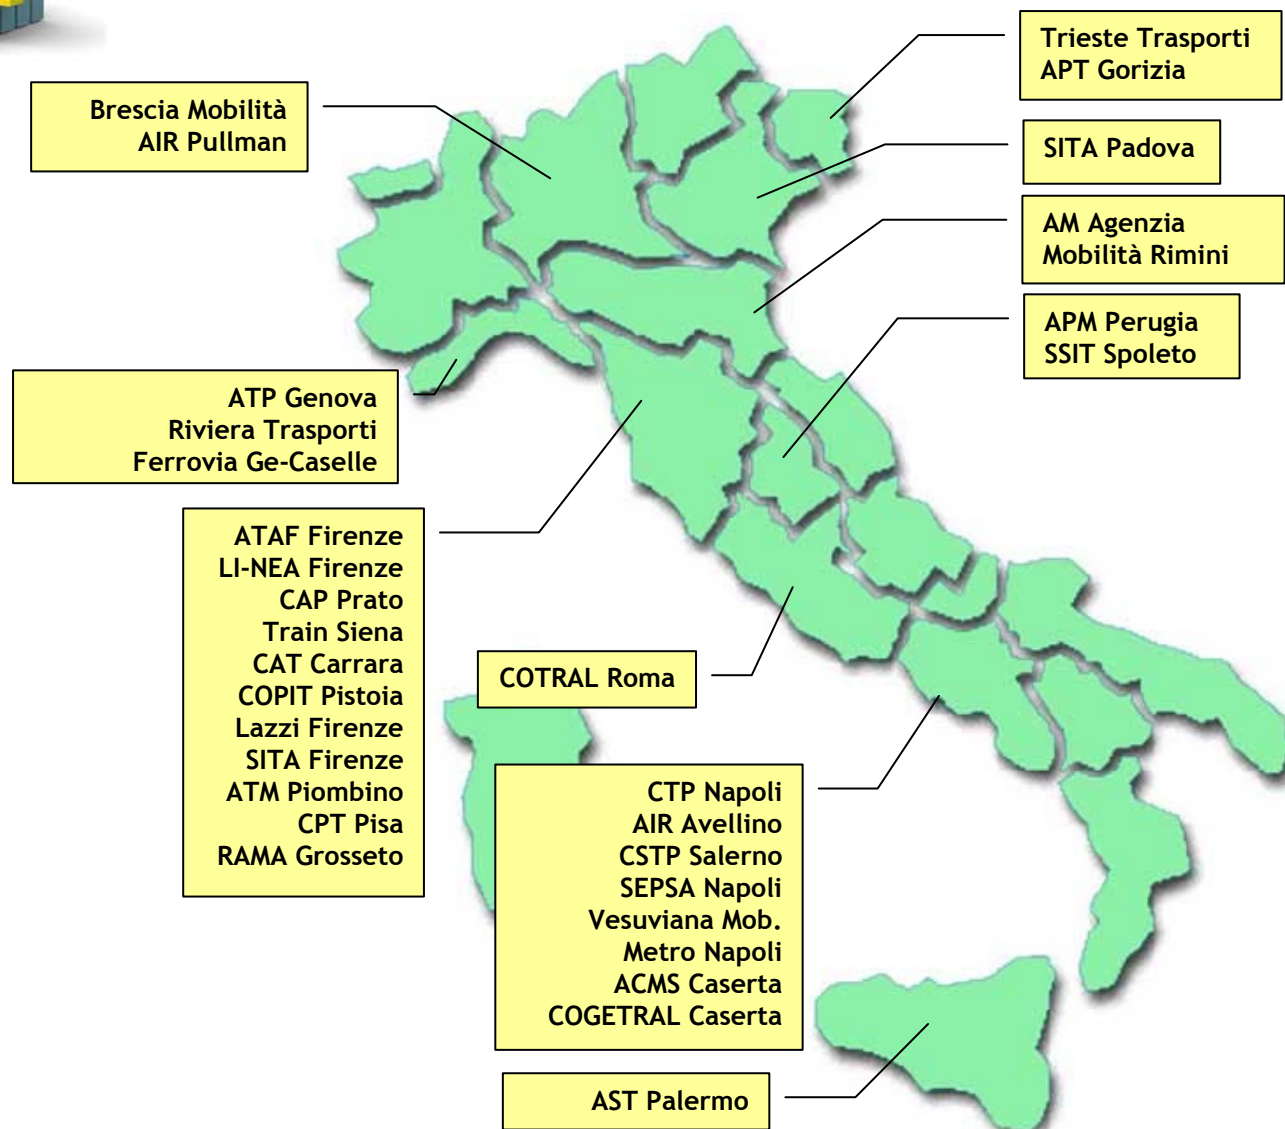 Trieste Trasporti
APT Gorizia
Brescia Mobilità
AIR Pullman
SITA Padova
AM Agenzia
Mobilità Rimini
APM Perugia
SSIT Spoleto
ATP Genova
Riviera Trasporti
Ferrovia Ge-Caselle
ATAF Firenze
LI-NEA Firenze
CAP Prato
Train Siena
CAT Carrara
COPIT Pistoia
Lazzi Firenze
SITA Firenze
ATM Piombino
CPT Pisa
RAMA Grosseto
COTRAL Roma
CTP Napoli
AIR Avellino
CSTP Salerno
SEPSA Napoli
Vesuviana Mob.
Metro Napoli
ACMS Caserta
COGETRAL Caserta
AST Palermo